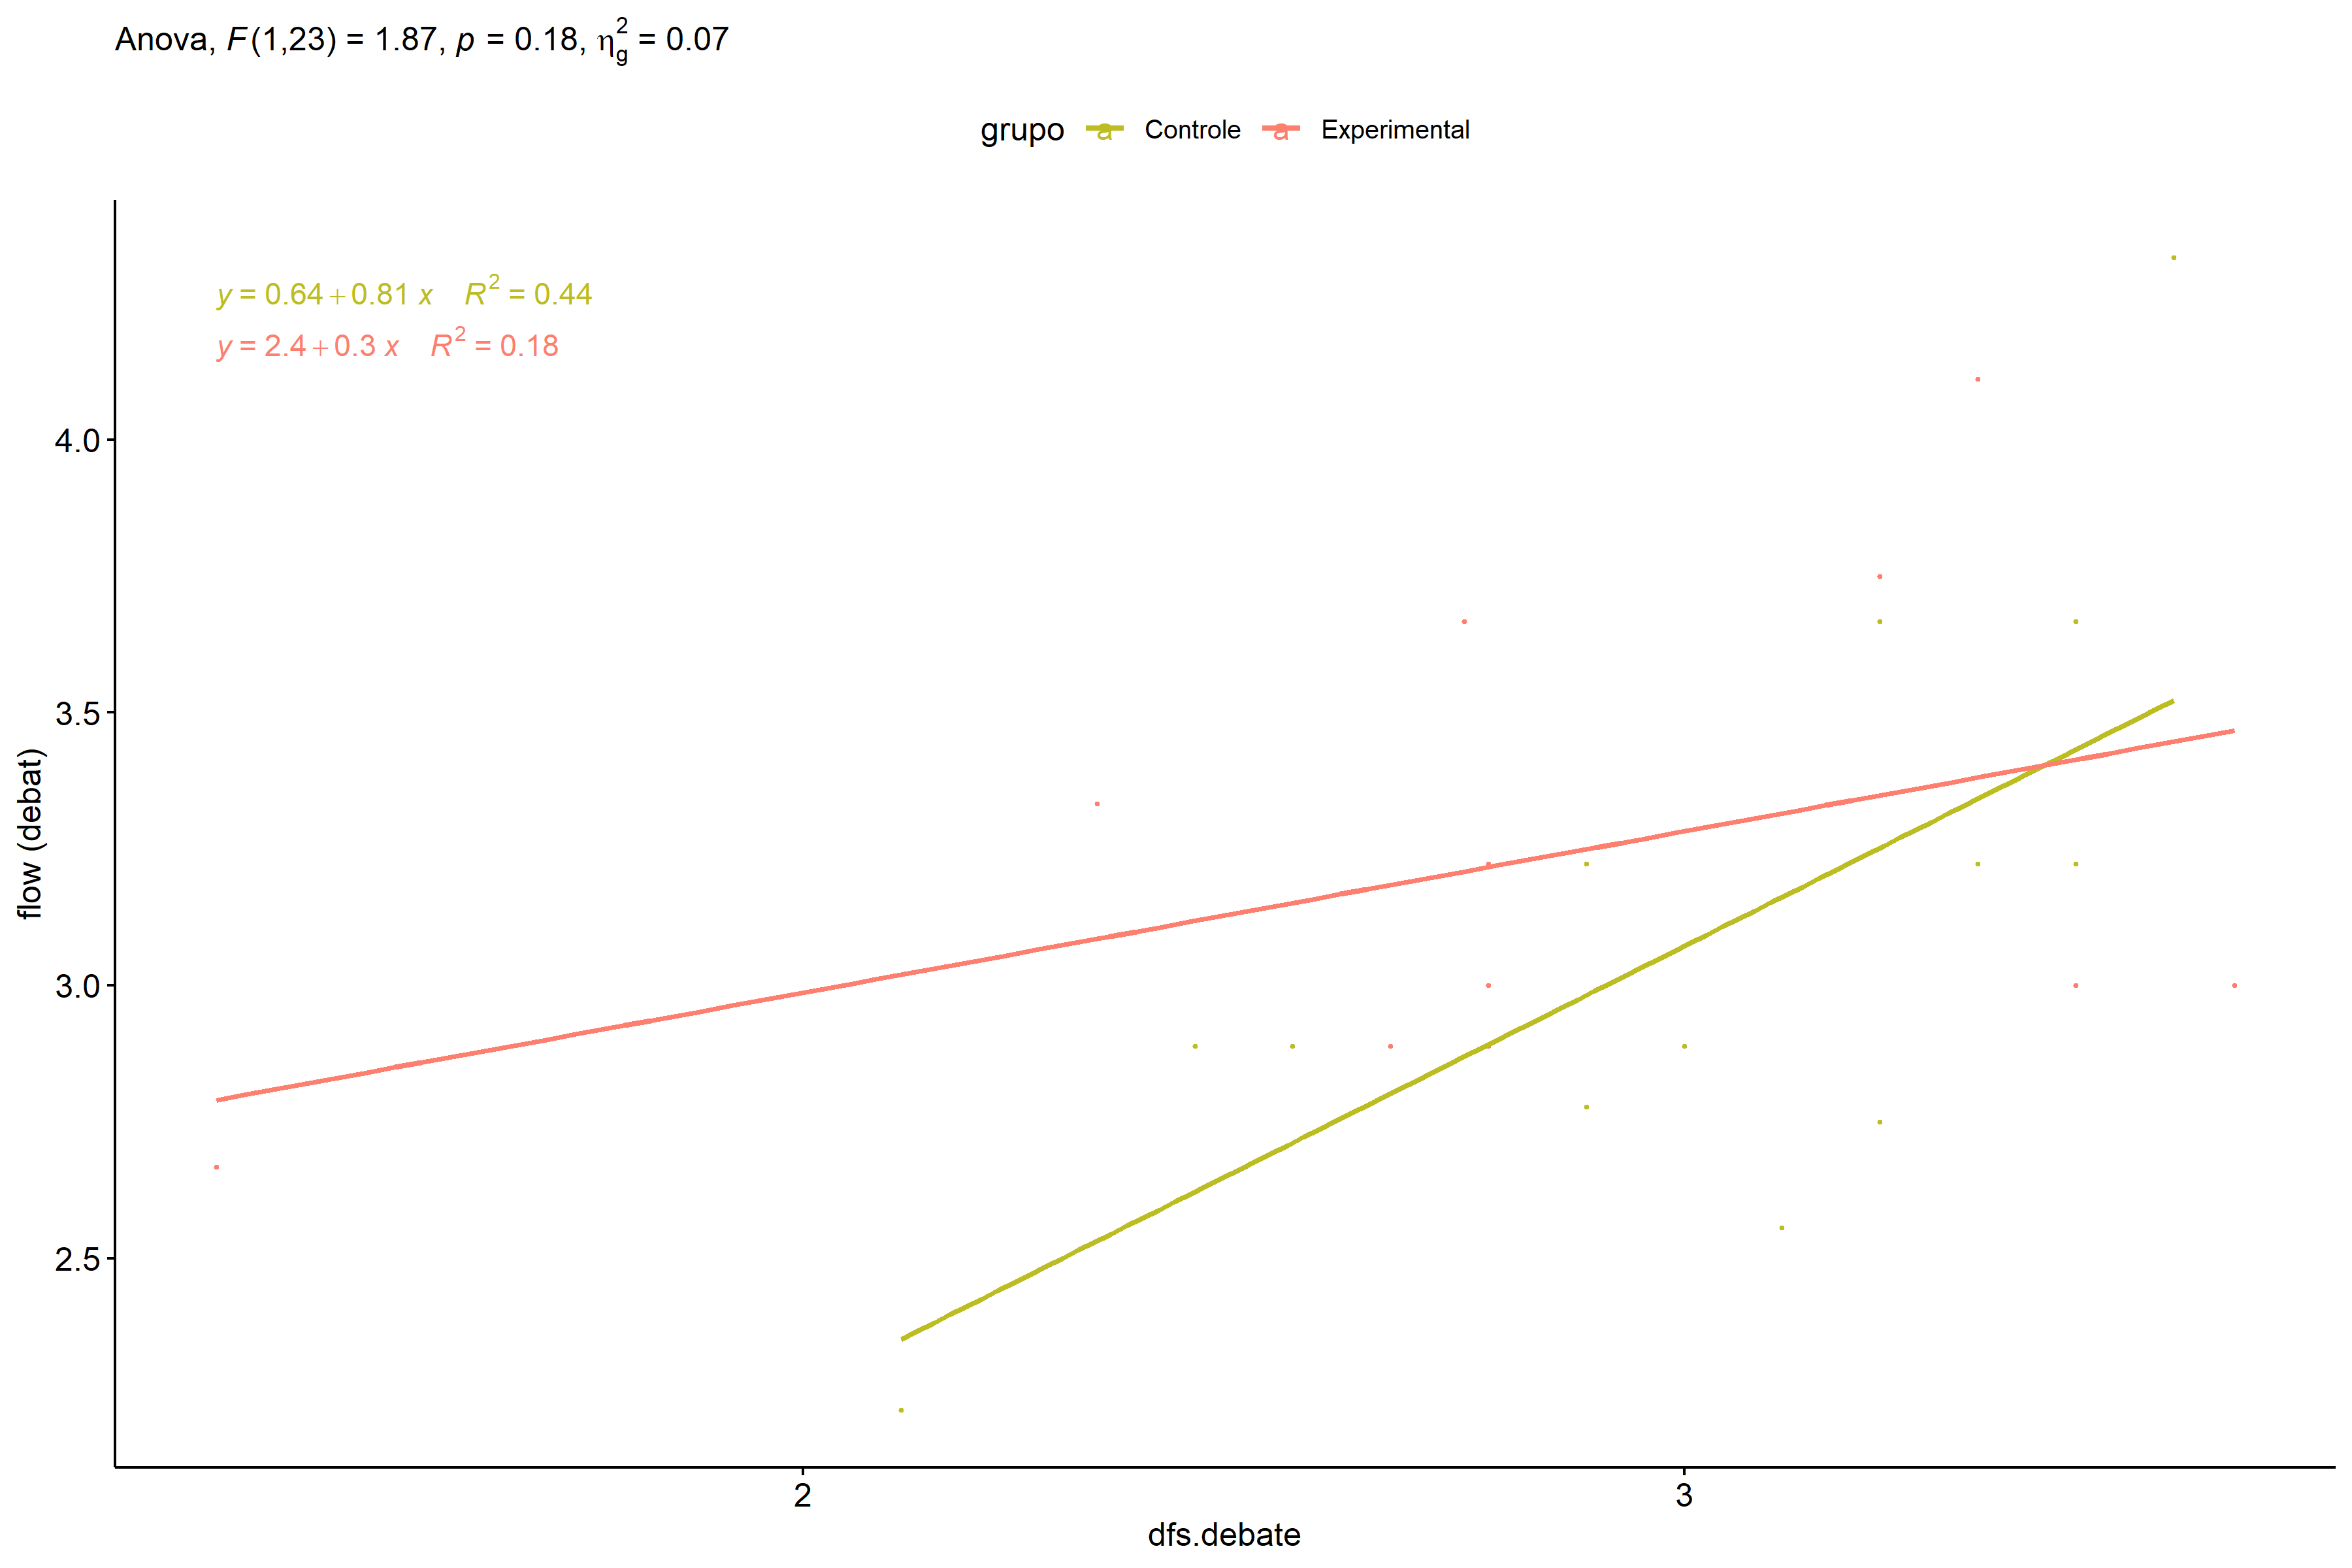 Anova, F(1,23) = 1.87, p = 0.18, η²g = 0.07
grupo a Controle a Experimental
y = 0.64 + 0.81 x R² = 0.44
y = 2.4 + 0.3 x R² = 0.18
4.0
3.5
3.0
2.5
flow (debat)
2 3
dfs.debate